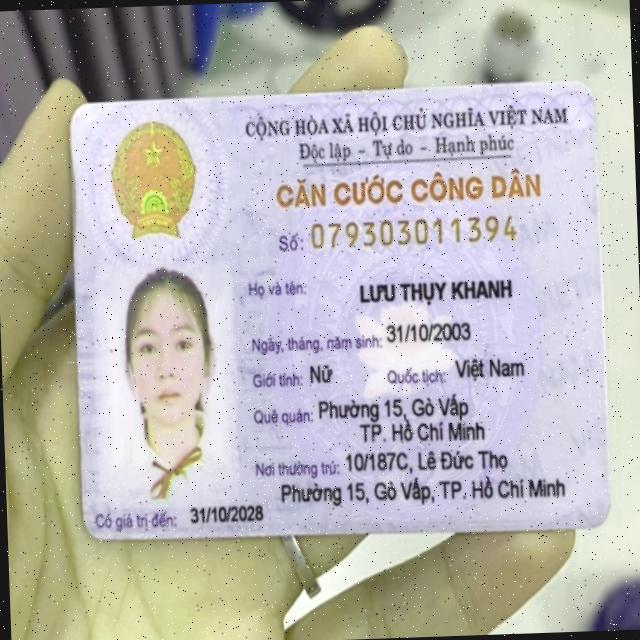 CỘNG HÒA XÃ HỘI CHỦ NGHĨA VIỆT NAM
Độc lập - Tự do - Hạnh phúc
CĂN CƯỚC CÔNG DÂN
Số: 079303011394
Họ và tên: LƯU THỤY KHANH
Ngày, tháng, năm sinh: 31/10/2003
Giới tính: Nữ Quốc tịch: Việt Nam
Quê quán: Phường 15, Gò Vấp
TP. Hồ Chí Minh
Nơi thường trú: 10/187C, Lê Đức Thọ
Phường 15, Gò Vấp, TP. Hồ Chí Minh
Có giá trị đến: 31/10/2028